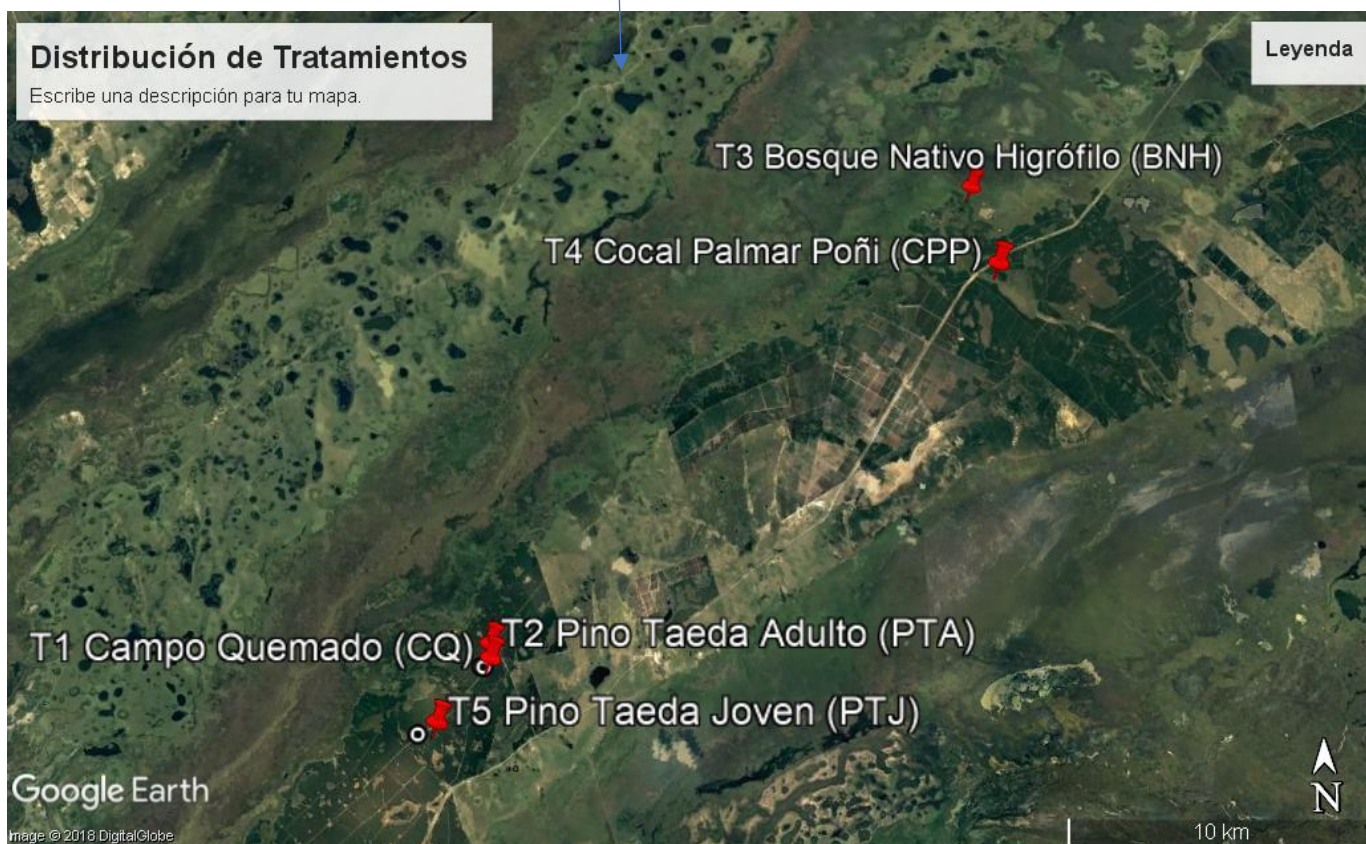 Distribución de Tratamientos
Escribe una descripción para tu mapa.
Leyenda
T3 Bosque Nativo Higrófilo (BNH)
T4 Cocal Palmar Poñi (CPP)
T1 Campo Quemado (CQ)
T2 Pino Taeda Adulto (PTA)
T5 Pino Taeda Joven (PTJ)
Google Earth
Image © 2018 DigitalGlobe
N
10 km